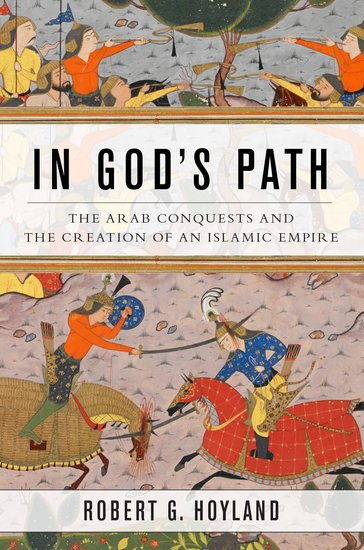 IN GOD'S PATH
THE ARAB CONQUESTS AND
THE CREATION OF AN ISLAMIC EMPIRE
ROBERT G. HOYLAND